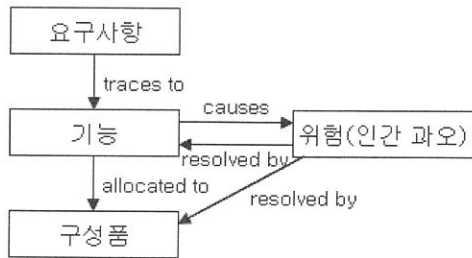 요구사항
traces to
causes
기능
위험(인간 과오)
resolved by
allocated to
resolved by
구성품